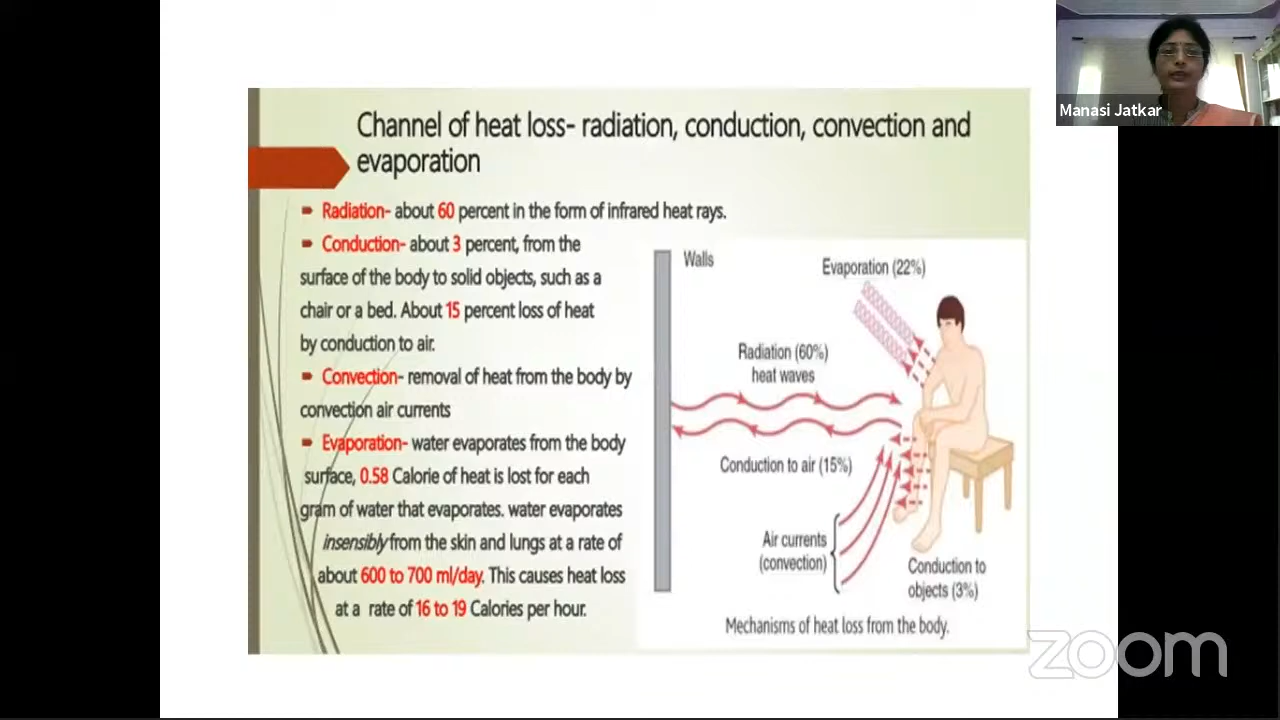 Manasi Jatkar
Channel of heat loss- radiation, conduction, convection and
evaporation
Radiation- about 60 percent in the form of infrared heat rays.
Conduction- about 3 percent, from the
surface of the body to solid objects, such as a
chair or a bed. About 15 percent loss of heat
by conduction to air.
Convection- removal of heat from the body by
convection air currents
Evaporation- water evaporates from the body
surface, 0.58 Calorie of heat is lost for each
gram of water that evaporates. water evaporates
insensibly from the skin and lungs at a rate of
about 600 to 700 ml/day. This causes heat loss
at a rate of 16 to 19 Calories per hour.
Walls
Evaporation (22%)
Radiation (60%)
heat waves
Conduction to air (15%)
Air currents
(convection)
Conduction to
objects (3%)
Mechanisms of heat loss from the body.
zoom